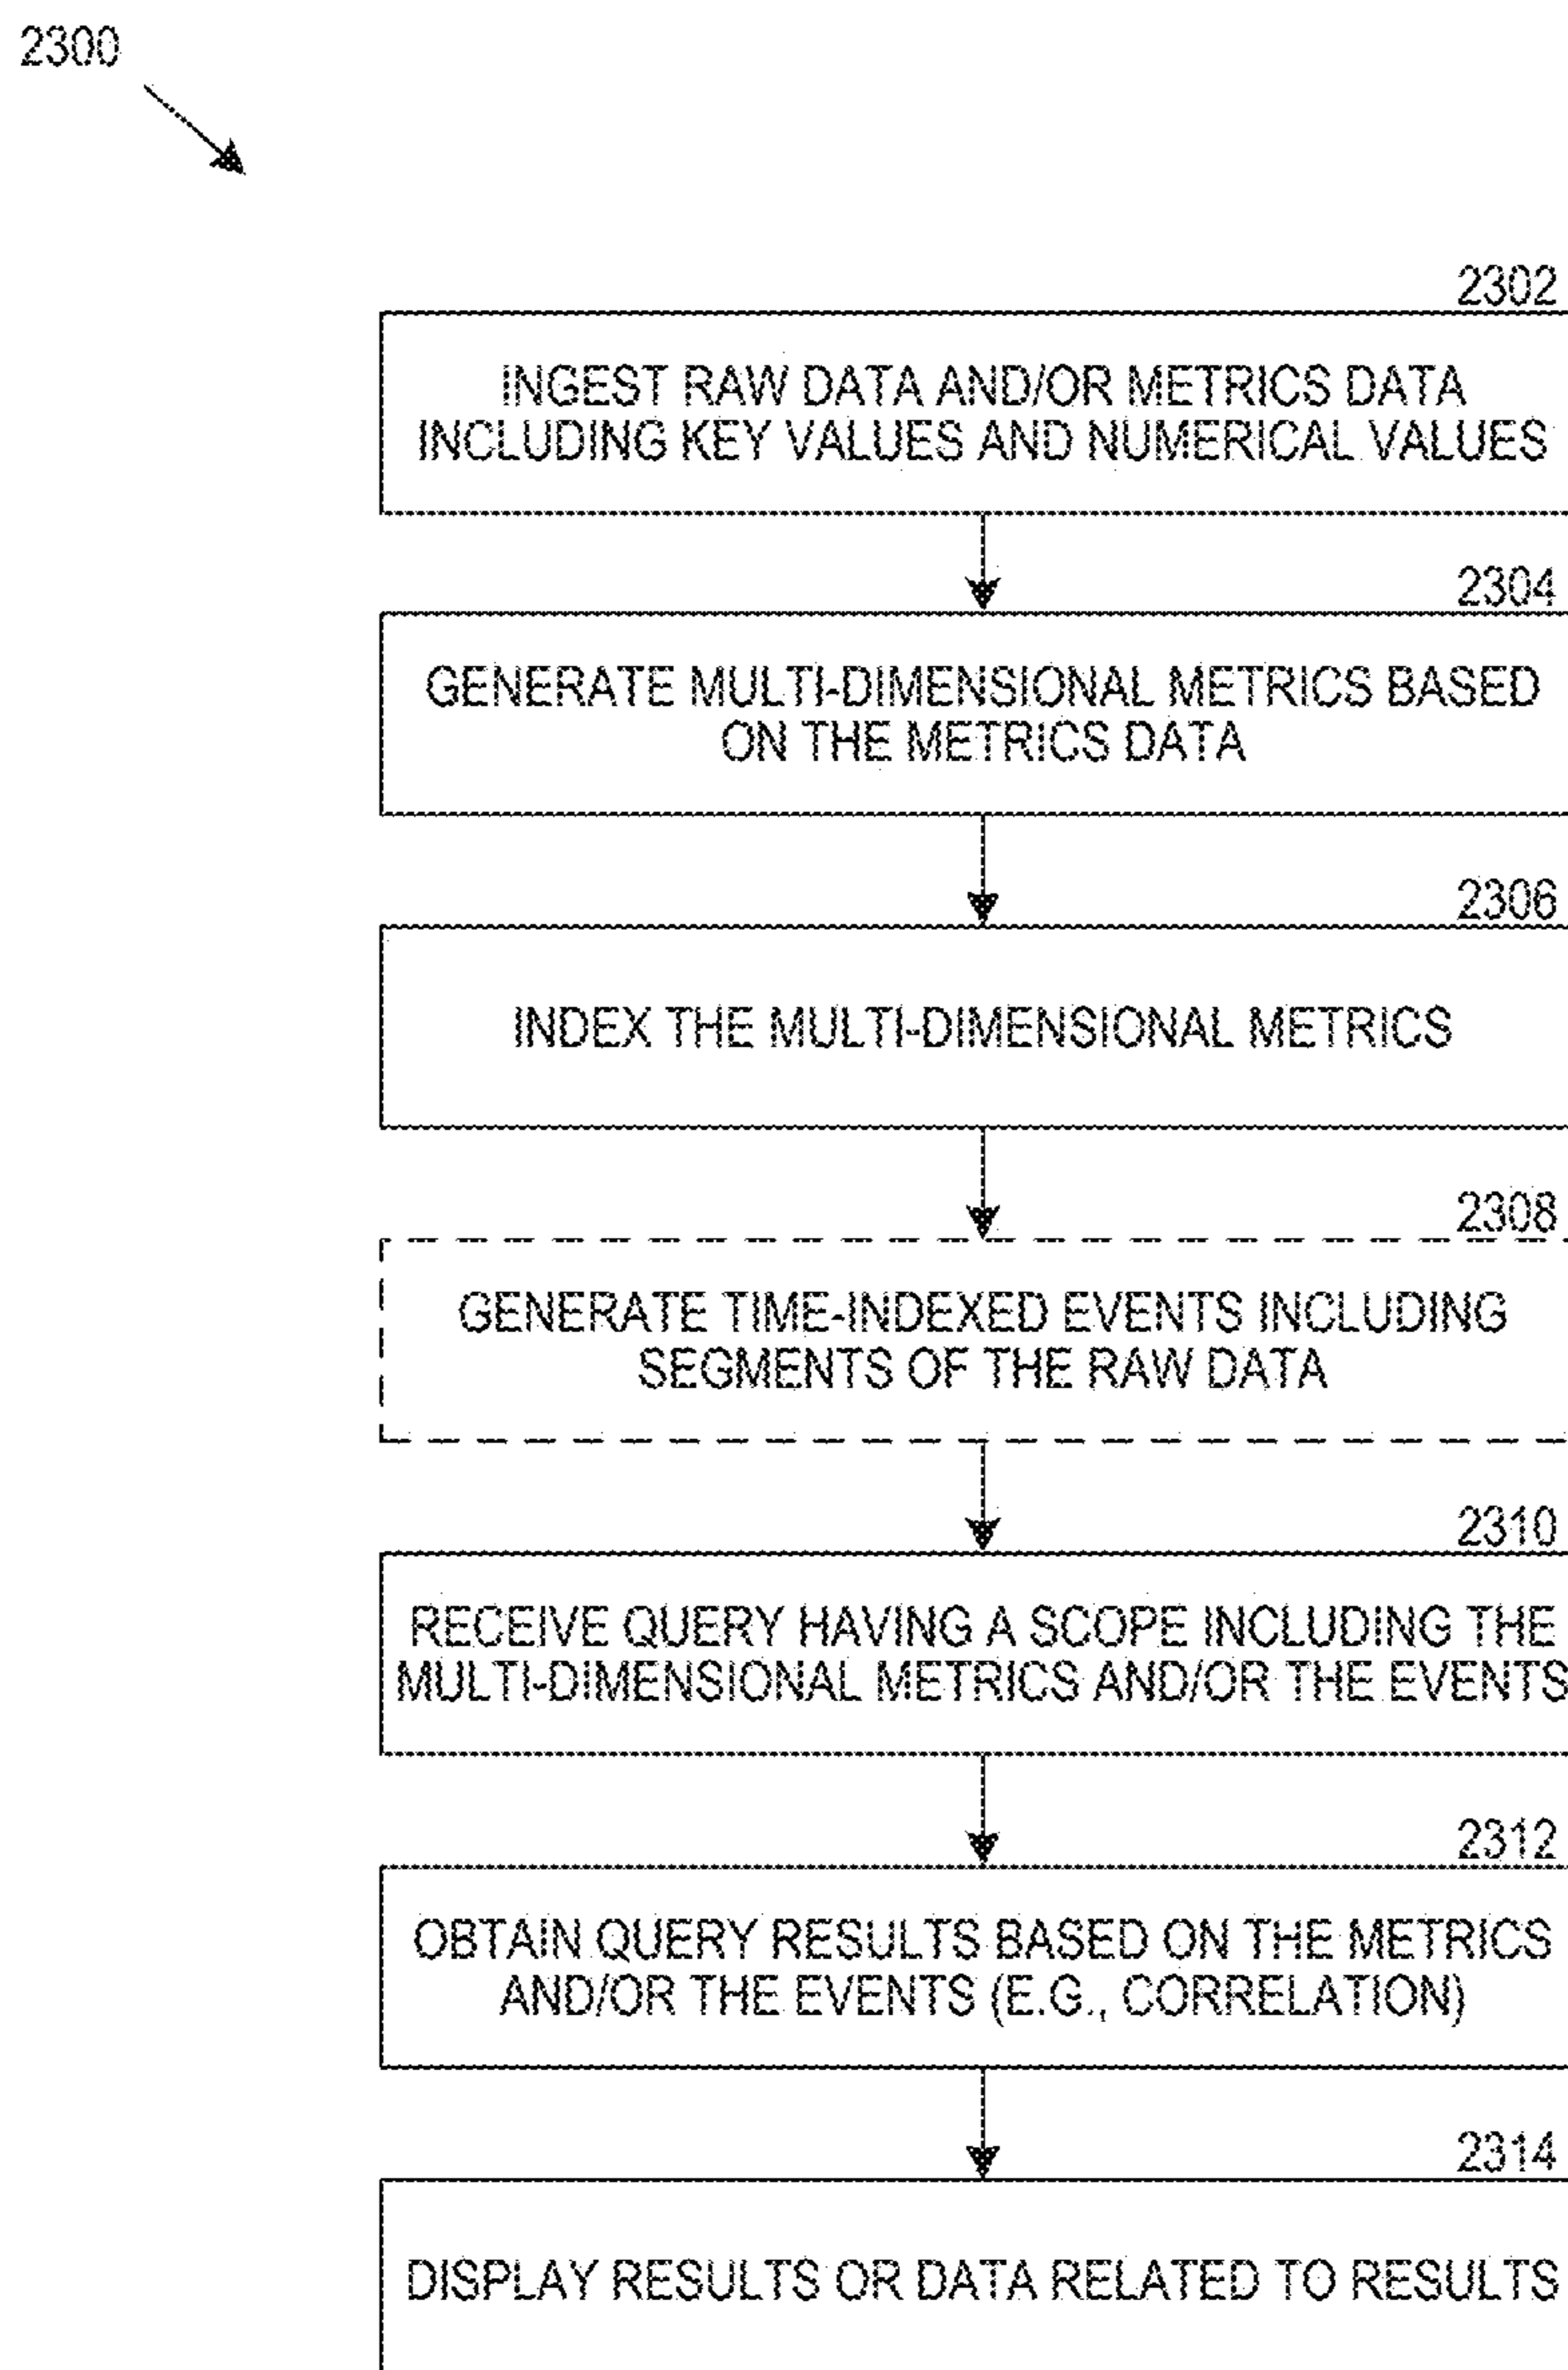 2300
2302
INGEST RAW DATA AND/OR METRICS DATA
INCLUDING KEY VALUES AND NUMERICAL VALUES
2304
GENERATE MULTI-DIMENSIONAL METRICS BASED
ON THE METRICS DATA
2306
INDEX THE MULTI-DIMENSIONAL METRICS
2308
GENERATE TIME-INDEXED EVENTS INCLUDING
SEGMENTS OF THE RAW DATA
2310
RECEIVE QUERY HAVING A SCOPE INCLUDING THE
MULTI-DIMENSIONAL METRICS AND/OR THE EVENTS
2312
OBTAIN QUERY RESULTS BASED ON THE METRICS
AND/OR THE EVENTS (E.G., CORRELATION)
2314
DISPLAY RESULTS OR DATA RELATED TO RESULTS